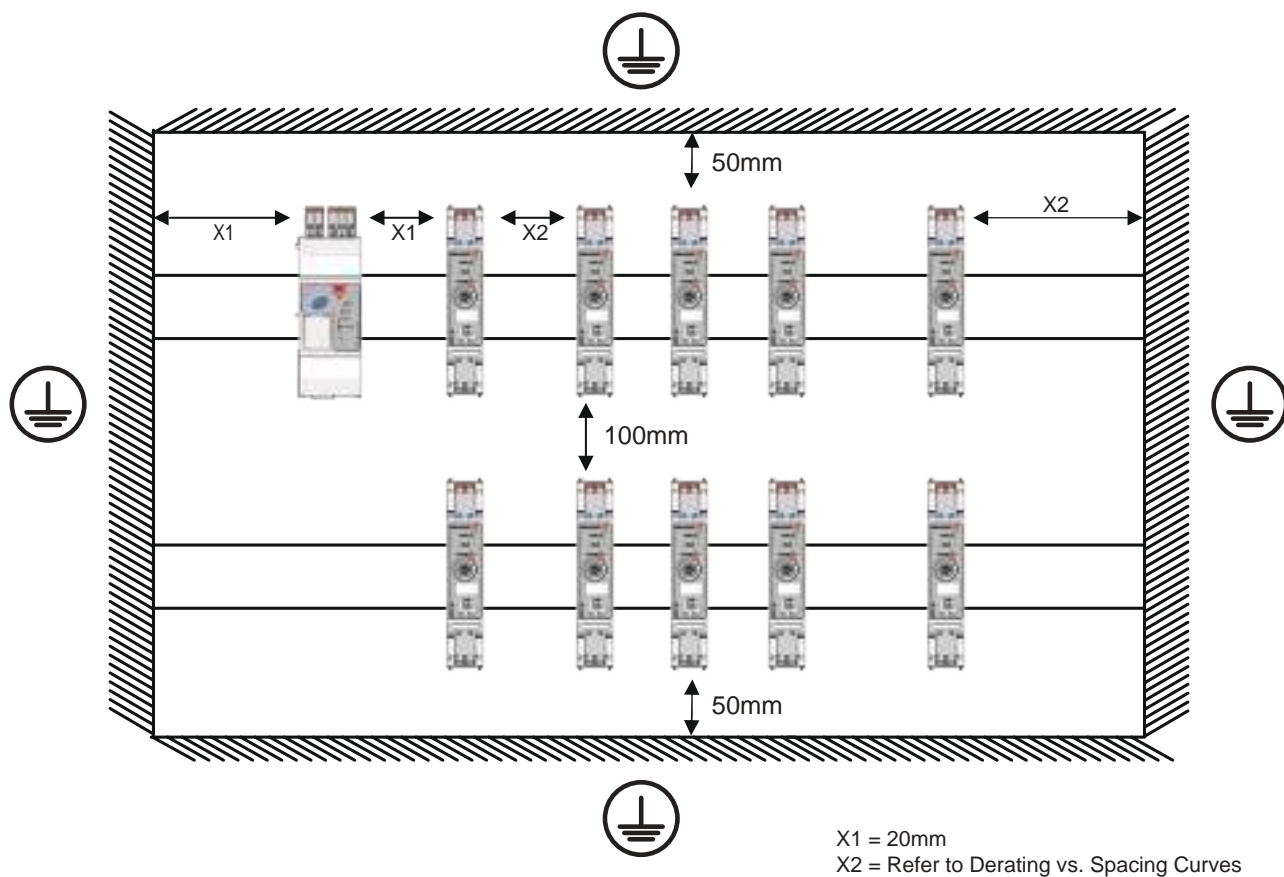 50mm
X1
X1
X2
X2
100mm
50mm
X1 = 20mm
X2 = Refer to Derating vs. Spacing Curves